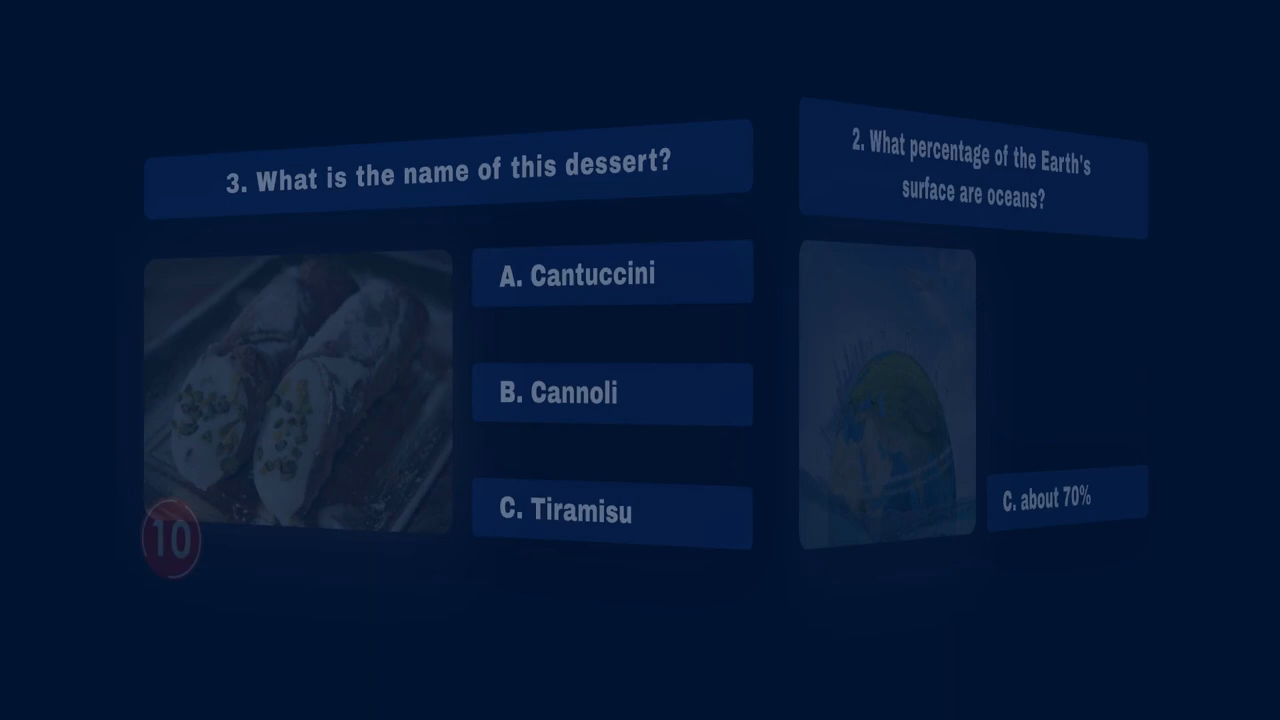 3. What is the name of this dessert?
A. Cantuccini
B. Cannoli
C. Tiramisu
10
2. What percentage of the Earth's
surface are oceans?
C. about 70%